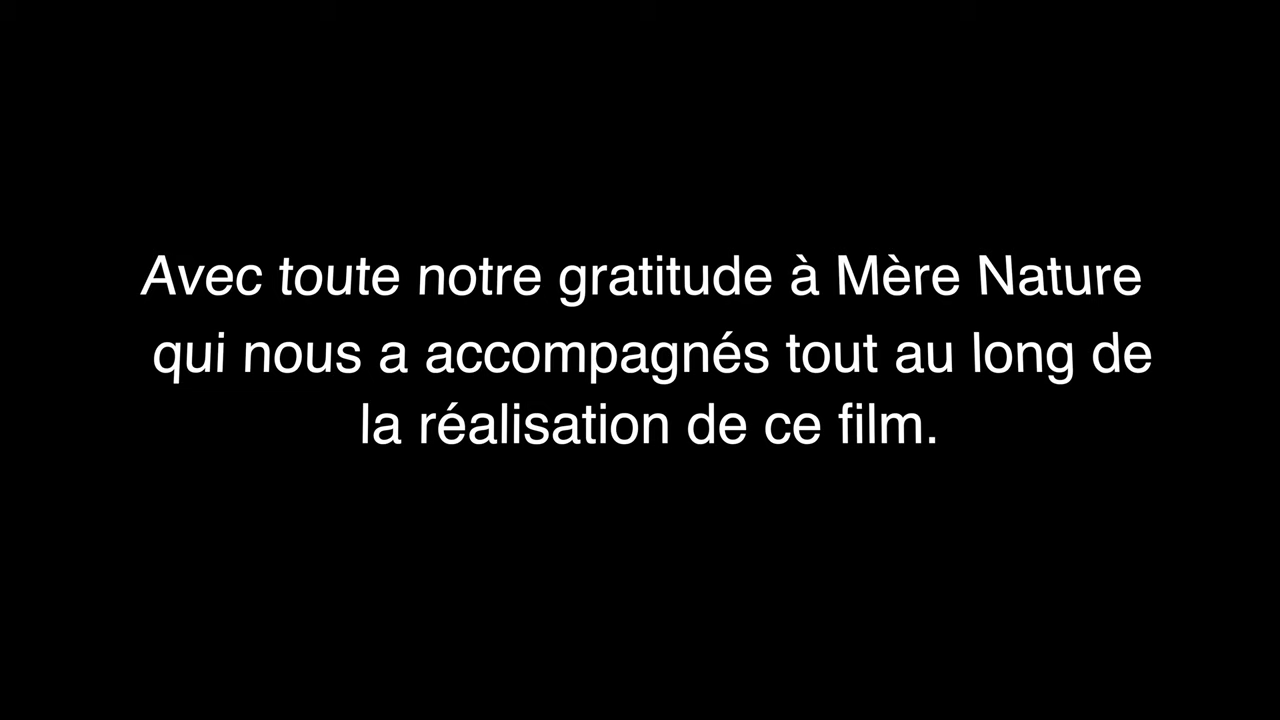 Avec toute notre gratitude à Mère Nature
qui nous a accompagnés tout au long de
la réalisation de ce film.